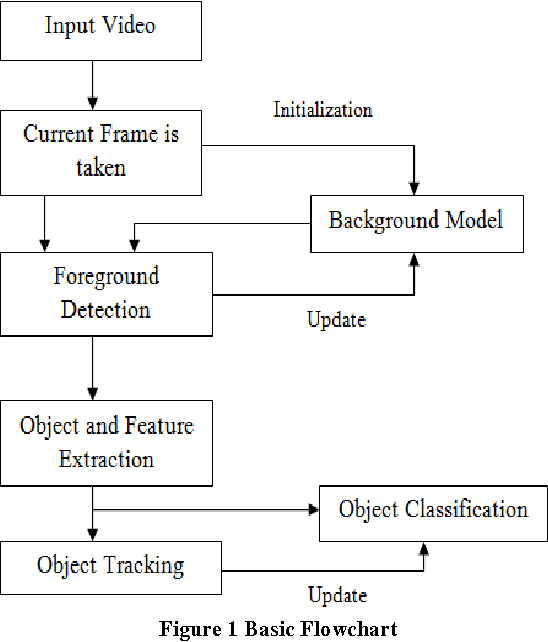 Input Video
Initialization
Current Frame is
taken
Background Model
Foreground
Detection
Update
Object and Feature
Extraction
Object Classification
Object Tracking
Update
Figure 1 Basic Flowchart